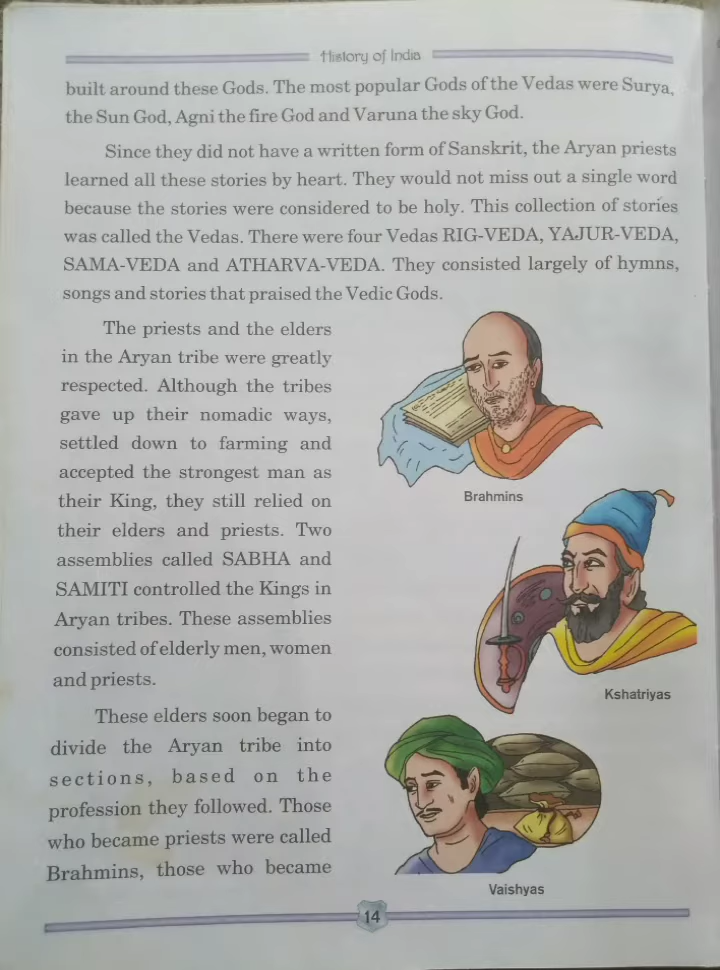 History of India
built around these Gods. The most popular Gods of the Vedas were Surya,
the Sun God, Agni the fire God and Varuna the sky God.
Since they did not have a written form of Sanskrit, the Aryan priests
learned all these stories by heart. They would not miss out a single word
because the stories were considered to be holy. This collection of stories
was called the Vedas. There were four Vedas RIG-VEDA, YAJUR-VEDA,
SAMA-VEDA and ATHARVA-VEDA. They consisted largely of hymns,
songs and stories that praised the Vedic Gods.
The priests and the elders
in the Aryan tribe were greatly
respected. Although the tribes
gave up their nomadic ways,
settled down to farming and
accepted the strongest man as
their King, they still relied on
their elders and priests. Two
assemblies called SABHA and
SAMITI controlled the Kings in
Aryan tribes. These assemblies
consisted of elderly men, women
and priests.
These elders soon began to
divide the Aryan tribe into
sections, based on the
profession they followed. Those
who became priests were called
Brahmins, those who became
Brahmins
Kshatriyas
Vaishyas
14